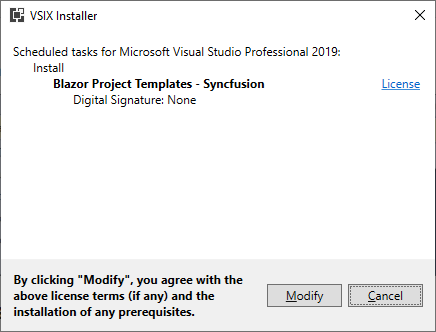 VSIX Installer
Scheduled tasks for Microsoft Visual Studio Professional 2019:
Install
Blazor Project Templates - Syncfusion License
Digital Signature: None
By clicking "Modify", you agree with the
above license terms (if any) and the
installation of any prerequisites.
Modify Cancel